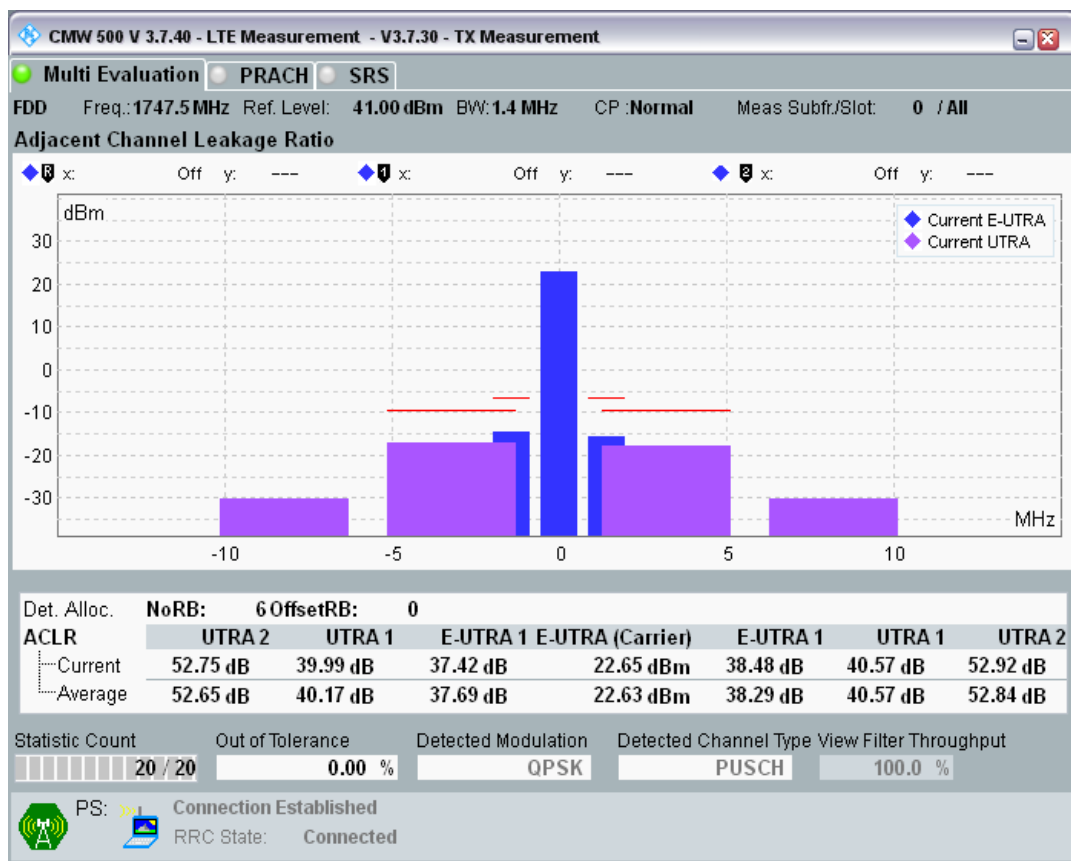 CMW 500 V 3.7.40 - LTE Measurement - V3.7.30 - TX Measurement
Multi Evaluation PRACH SRS
FDD Freq.: 1747.5 MHz Ref. Level: 41.00 dBm BW: 1.4 MHz CP :Normal Meas Subfr./Slot: 0 / All
Adjacent Channel Leakage Ratio
R x: Off y: --- 1 x: Off y: --- 2 x: Off y: ---
dBm
Current E-UTRA
Current UTRA
30
20
10
0
-10
-20
-30
MHz
-10 -5 0 5 10
Det. Alloc. NoRB: 6 OffsetRB: 0
ACLR UTRA 2 UTRA 1 E-UTRA 1 E-UTRA (Carrier) E-UTRA 1 UTRA 1 UTRA 2
Current 52.75 dB 39.99 dB 37.42 dB 22.65 dBm 38.48 dB 40.57 dB 52.92 dB
Average 52.65 dB 40.17 dB 37.69 dB 22.63 dBm 38.29 dB 40.57 dB 52.84 dB
Statistic Count Out of Tolerance Detected Modulation Detected Channel Type View Filter Throughput
20 / 20 0.00 % QPSK PUSCH 100.0 %
PS: Connection Established
RRC State: Connected